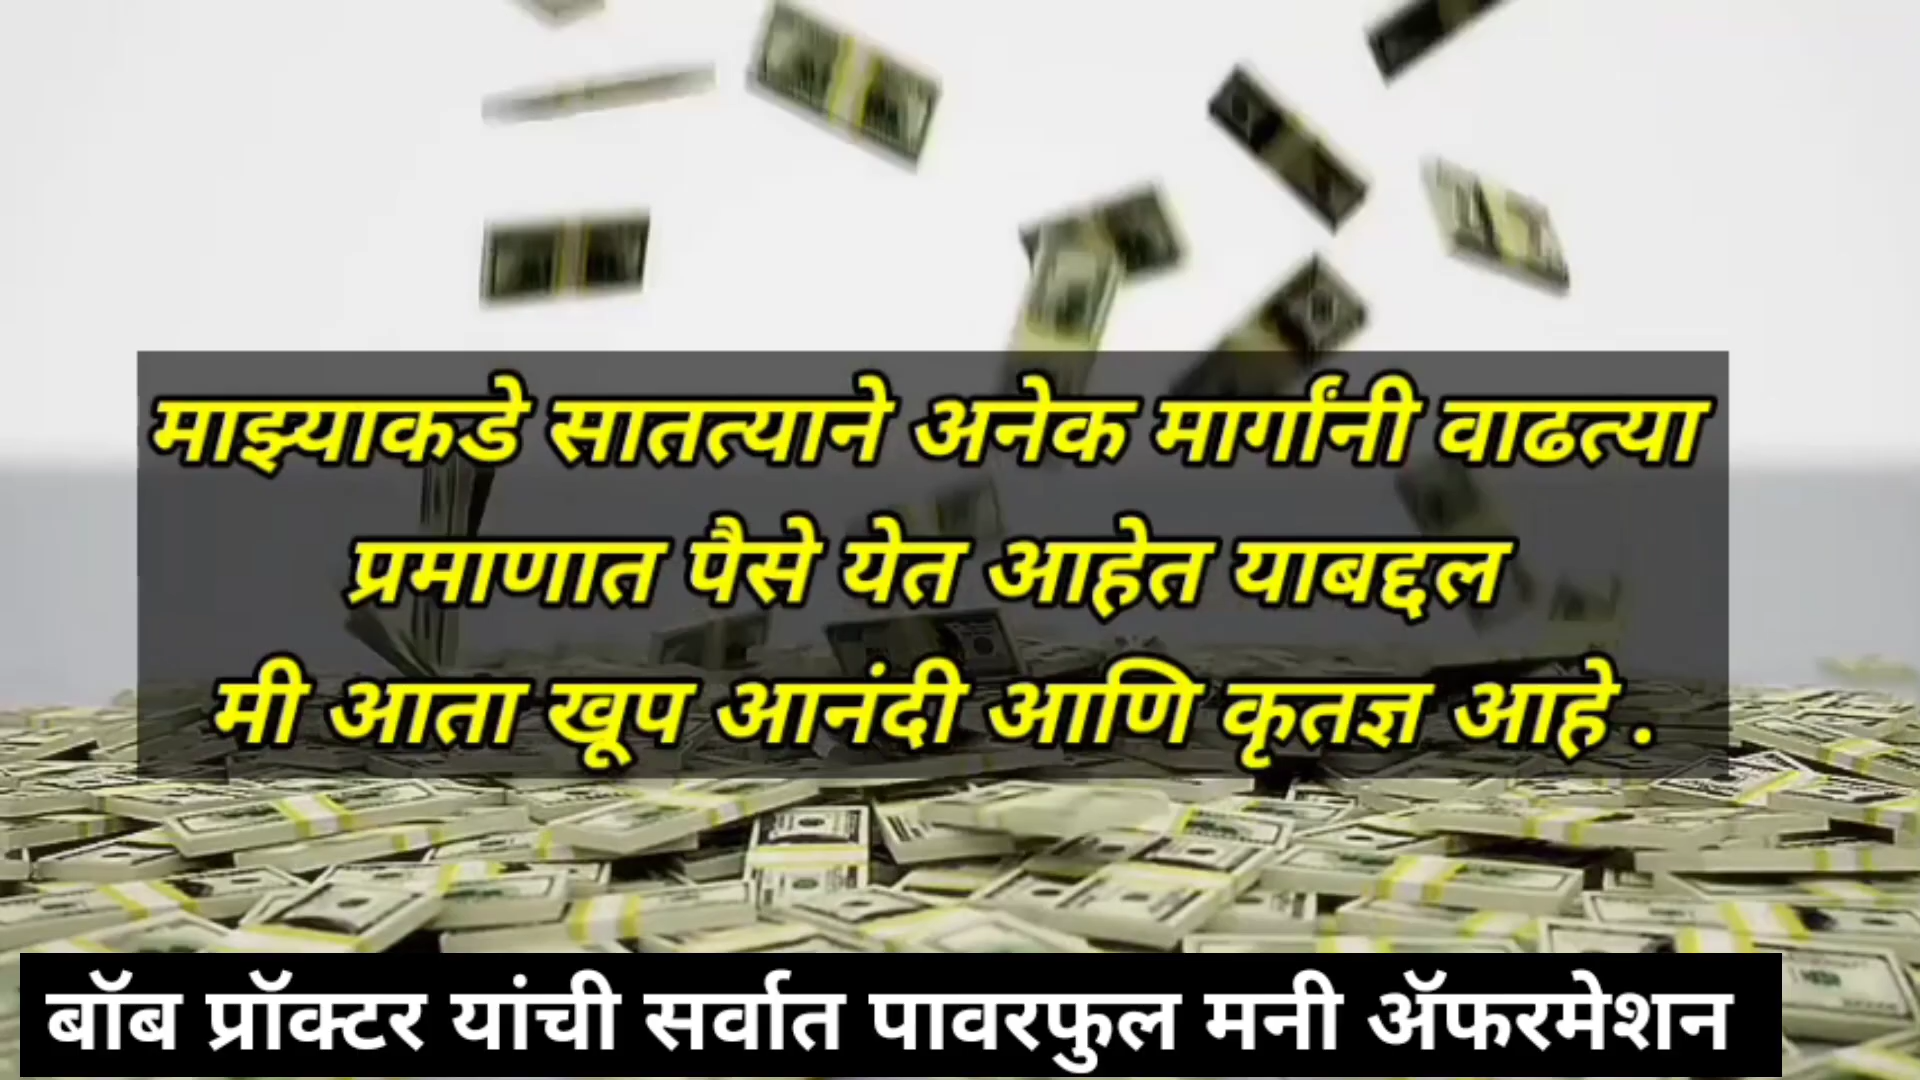 माझ्याकडे सातत्याने अनेक मार्गांनी वाढत्या
प्रमाणात पैसे येत आहेत याबद्दल
मी आता खूप आनंदी आणि कृतज्ञ आहे .
बॉब प्रॉक्टर यांची सर्वात पावरफुल मनी ॲफरमेशन